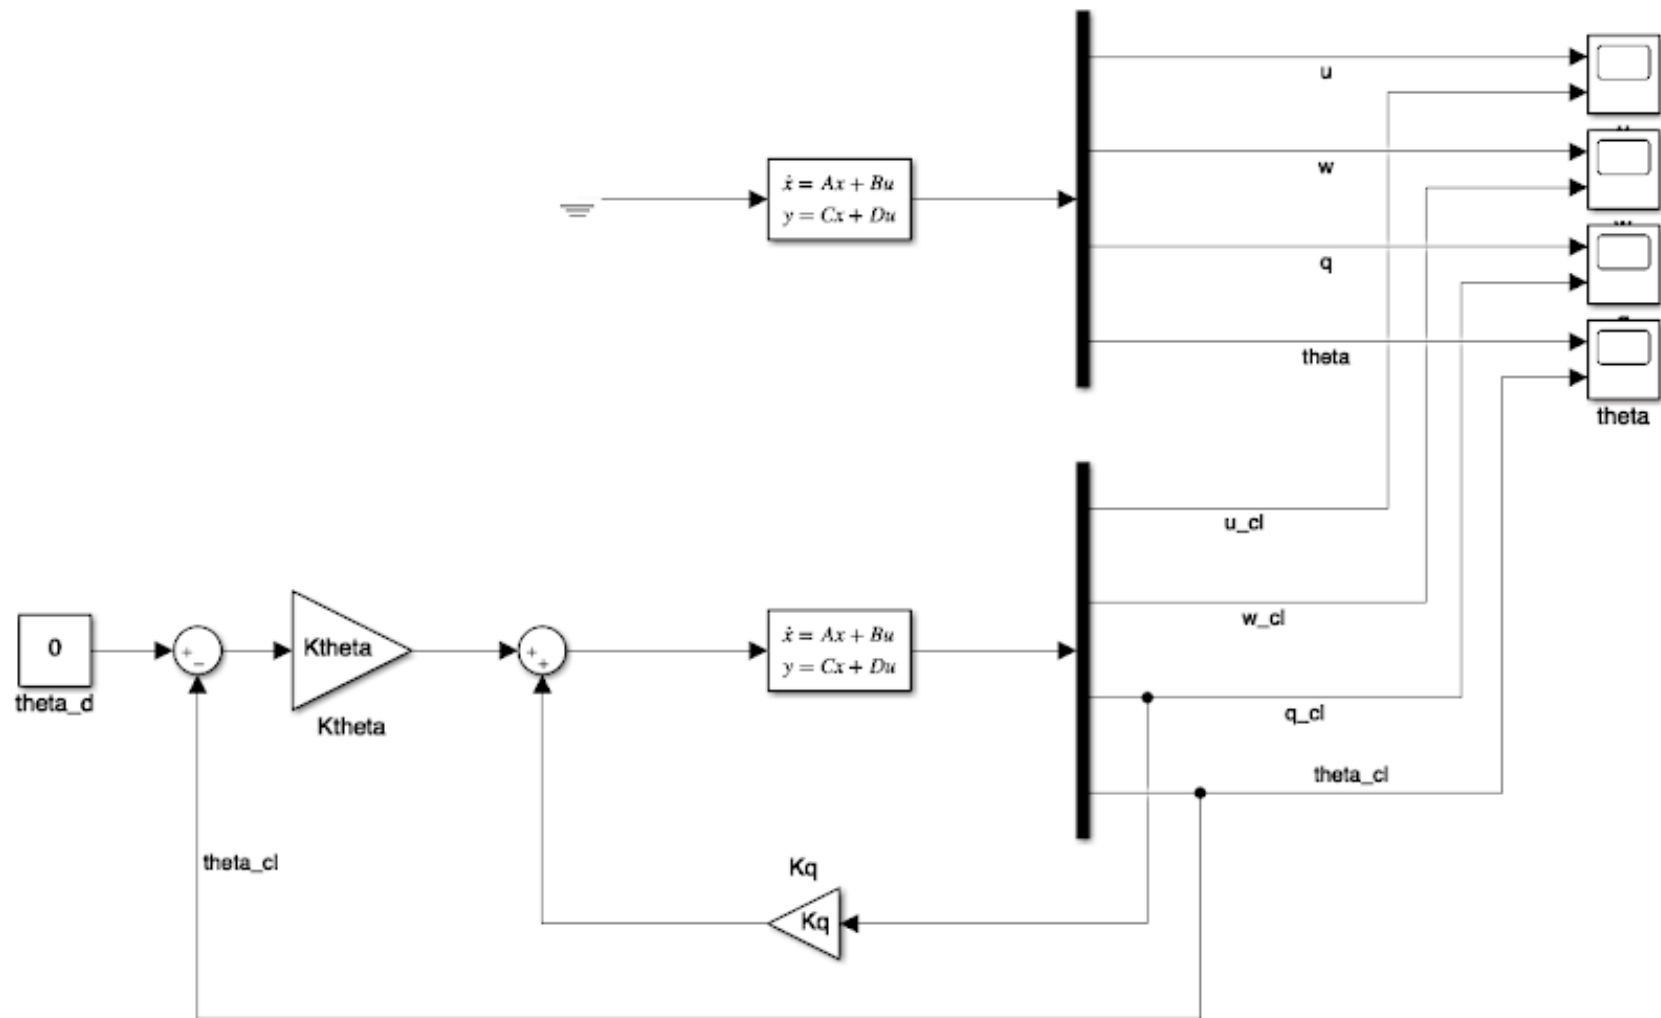 u
w
ẋ = Ax + Bu
y = Cx + Du
q
theta
theta
u_cl
0
theta_d
+
−
Ktheta
Ktheta
+
+
ẋ = Ax + Bu
y = Cx + Du
w_cl
q_cl
theta_cl
theta_cl
Kq
Kq